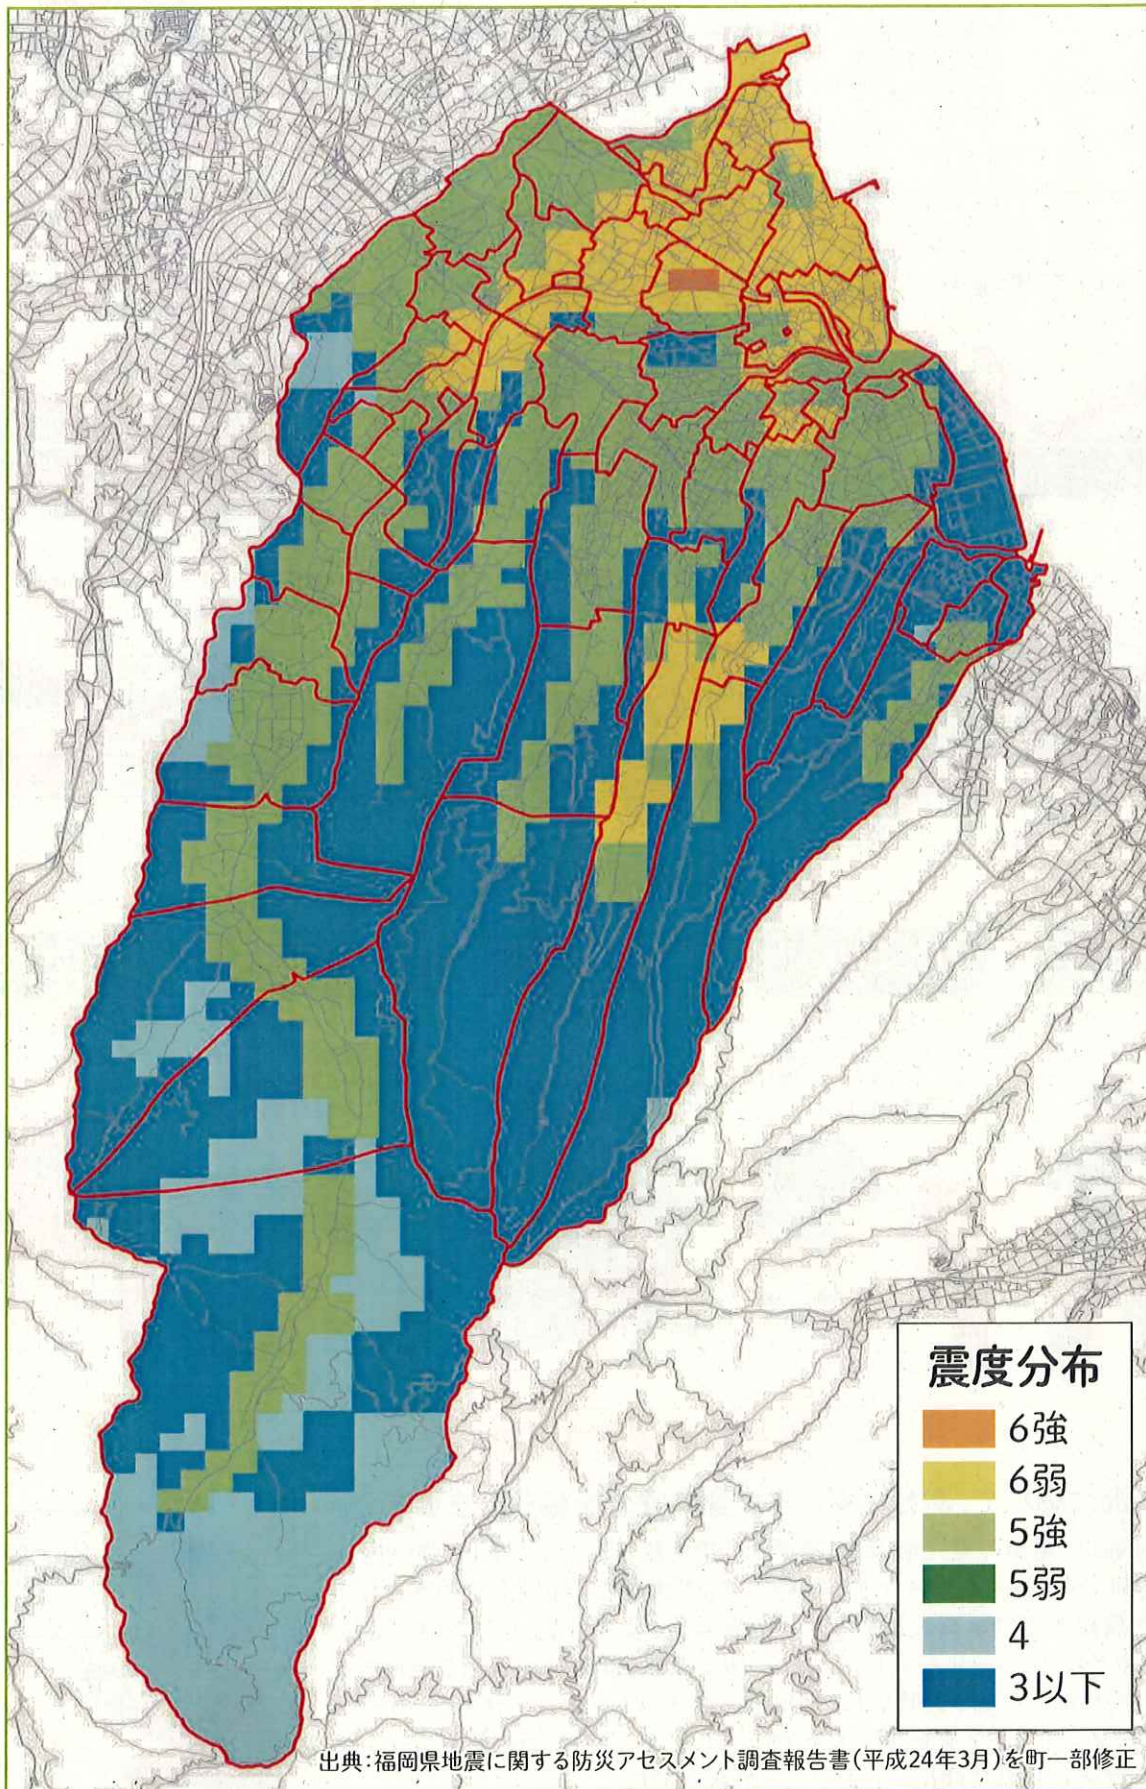 震度分布
6強
6弱
5強
5弱
4
3以下
出典:福岡県地震に関する防災アセスメント調査報告書(平成24年3月)を町一部修正